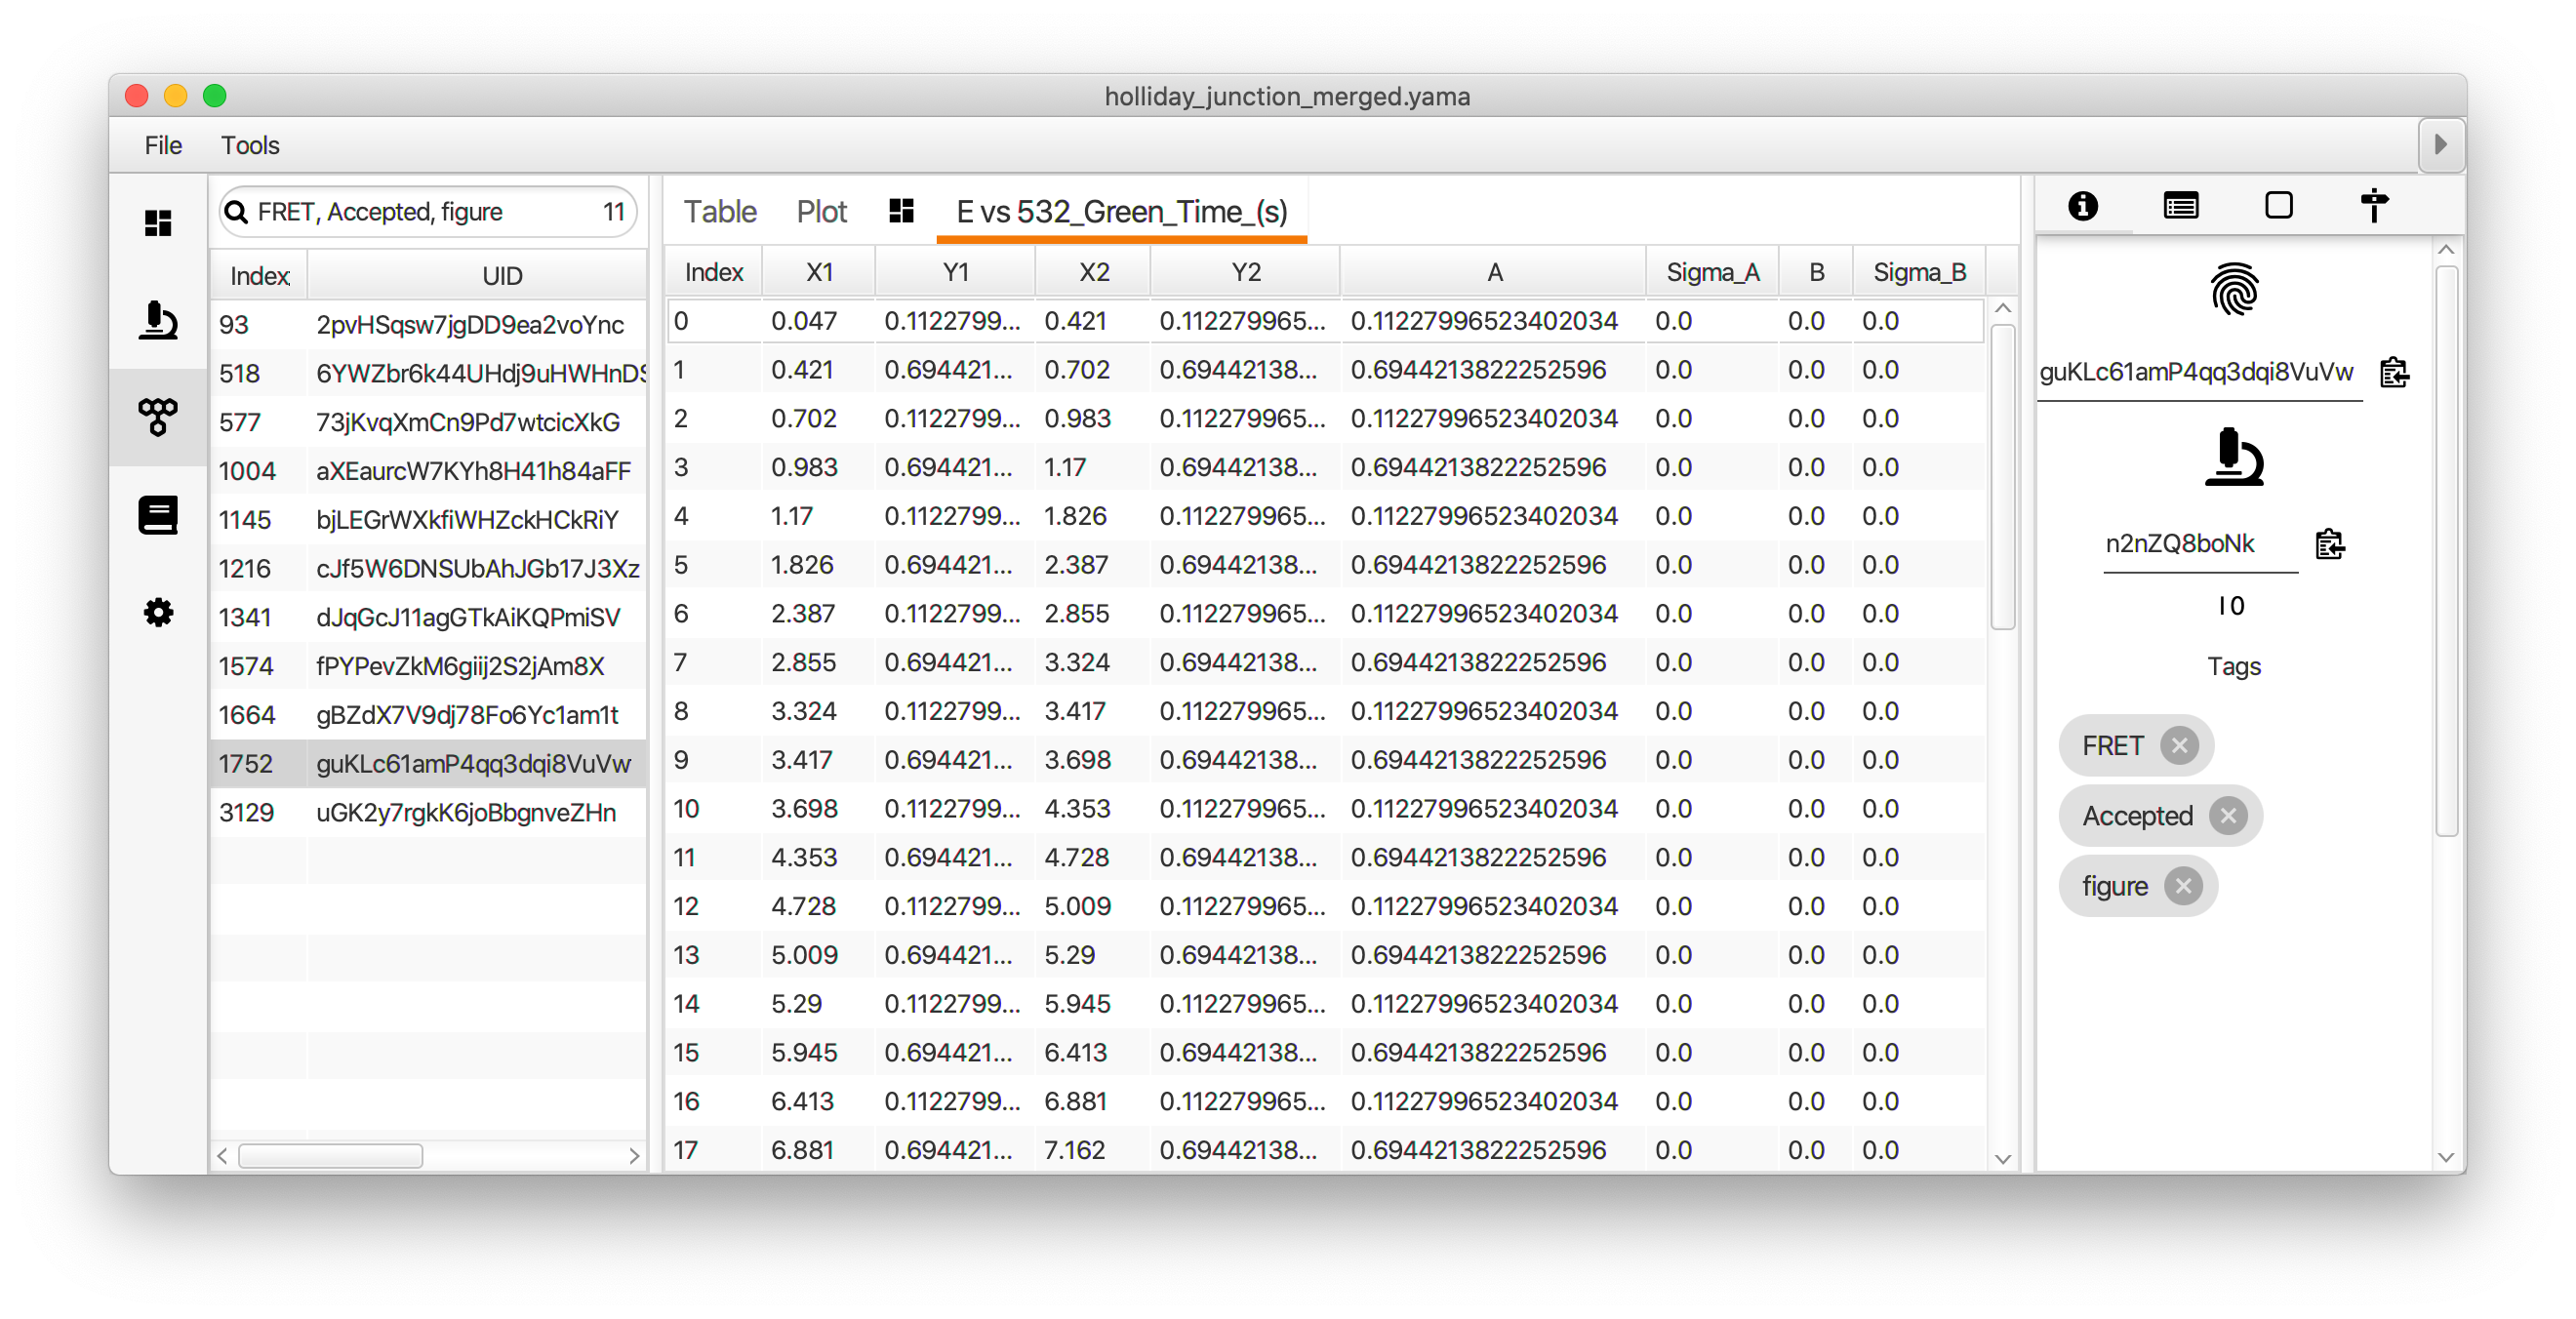 holliday_junction_merged.yama
File Tools
FRET, Accepted, figure 11
Index UID
93 2pvHSqsw7jgDD9ea2voYnc
518 6YWZbr6k44UHdj9uHWHnDS
577 73jKvqXmCn9Pd7wtcicXkG
1004 aXEaurcW7KYh8H41h84aFF
1145 bjLEGrWXkfiWHZckHCkRiY
1216 cJf5W6DNSUbAhJGb17J3Xz
1341 dJqGcJ11agGTkAiKQPmiSV
1574 fPYPevZkM6giij2S2jAm8X
1664 gBZdX7V9dj78Fo6Yc1am1t
1752 guKLc61amP4qq3dqi8VuVw
3129 uGK2y7rgkK6joBbgnveZHn
Table Plot E vs 532_Green_Time_(s)
Index X1 Y1 X2 Y2 A Sigma_A B Sigma_B
0 0.047 0.1122799... 0.421 0.112279965... 0.11227996523402034 0.0 0.0 0.0
1 0.421 0.694421... 0.702 0.69442138... 0.6944213822252596 0.0 0.0 0.0
2 0.702 0.1122799... 0.983 0.112279965... 0.11227996523402034 0.0 0.0 0.0
3 0.983 0.694421... 1.17 0.69442138... 0.6944213822252596 0.0 0.0 0.0
4 1.17 0.1122799... 1.826 0.112279965... 0.11227996523402034 0.0 0.0 0.0
5 1.826 0.694421... 2.387 0.69442138... 0.6944213822252596 0.0 0.0 0.0
6 2.387 0.1122799... 2.855 0.112279965... 0.11227996523402034 0.0 0.0 0.0
7 2.855 0.694421... 3.324 0.69442138... 0.6944213822252596 0.0 0.0 0.0
8 3.324 0.1122799... 3.417 0.112279965... 0.11227996523402034 0.0 0.0 0.0
9 3.417 0.694421... 3.698 0.69442138... 0.6944213822252596 0.0 0.0 0.0
10 3.698 0.1122799... 4.353 0.112279965... 0.11227996523402034 0.0 0.0 0.0
11 4.353 0.694421... 4.728 0.69442138... 0.6944213822252596 0.0 0.0 0.0
12 4.728 0.1122799... 5.009 0.112279965... 0.11227996523402034 0.0 0.0 0.0
13 5.009 0.694421... 5.29 0.69442138... 0.6944213822252596 0.0 0.0 0.0
14 5.29 0.1122799... 5.945 0.112279965... 0.11227996523402034 0.0 0.0 0.0
15 5.945 0.694421... 6.413 0.69442138... 0.6944213822252596 0.0 0.0 0.0
16 6.413 0.1122799... 6.881 0.112279965... 0.11227996523402034 0.0 0.0 0.0
17 6.881 0.694421... 7.162 0.69442138... 0.6944213822252596 0.0 0.0 0.0
guKLc61amP4qq3dqi8VuVw
n2nZQ8boNk
I 0
Tags
FRET
Accepted
figure